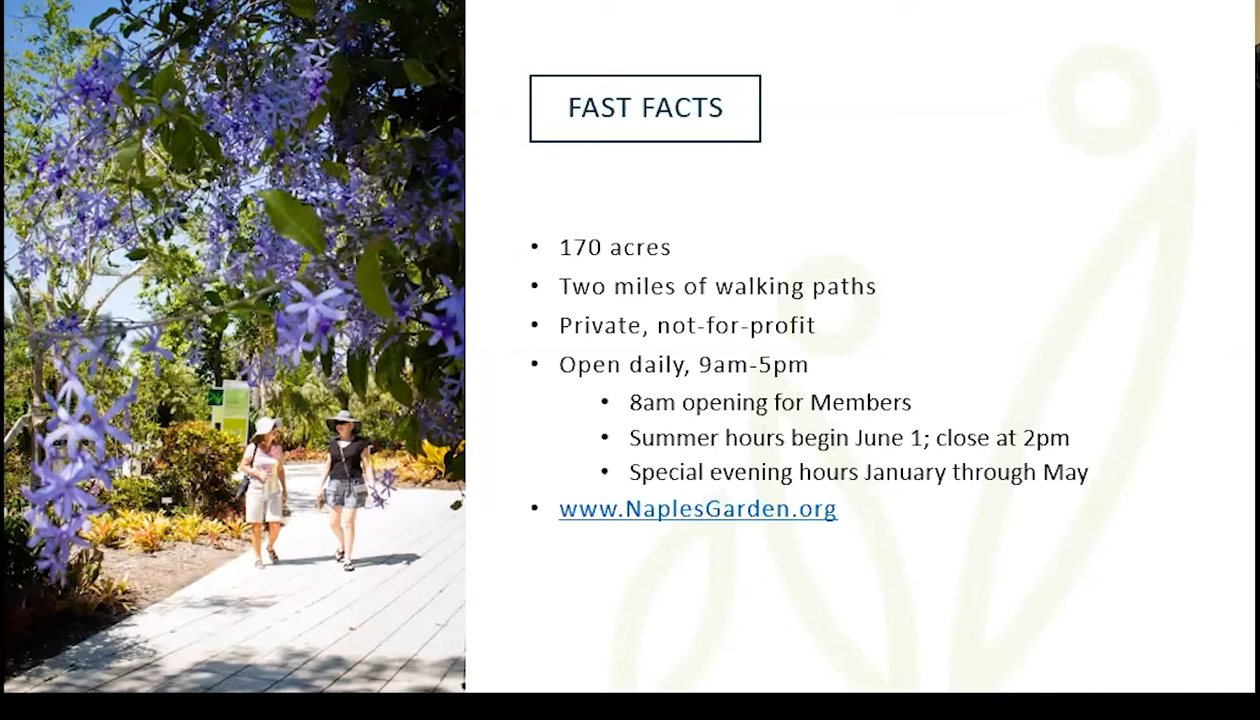 FAST FACTS
• 170 acres
• Two miles of walking paths
• Private, not-for-profit
• Open daily, 9am-5pm
• 8am opening for Members
• Summer hours begin June 1; close at 2pm
• Special evening hours January through May
• www.NaplesGarden.org